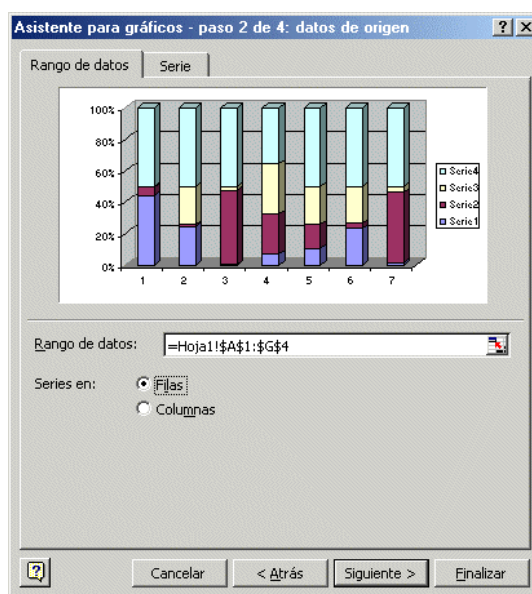 Asistente para gráficos - paso 2 de 4: datos de origen
Rango de datos
Serie
100%
80%
60%
40%
20%
0%
1 2 3 4 5 6 7
Serie4
Serie3
Serie2
Serie1
Rango de datos: =Hoja1!$A$1:$G$4
Series en: Filas
Columnas
Cancelar < Atrás Siguiente > Finalizar